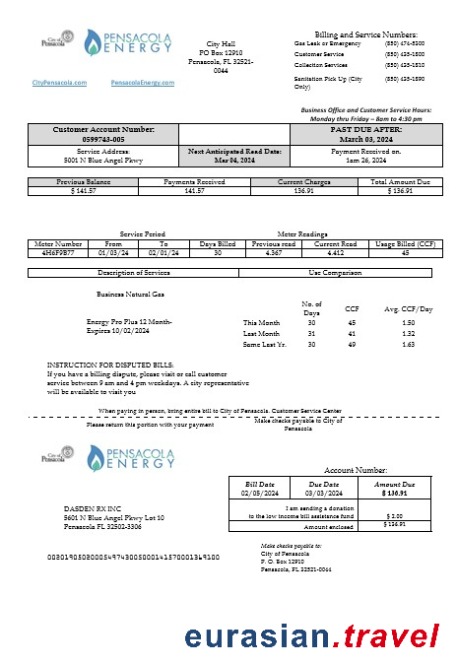 City of
Pensacola
PENSACOLA
ENERGY
CityPensacola.com
PensacolaEnergy.com
City Hall
PO Box 12910
Pensacola, FL 32521-
0044
Billing and Service Numbers:
Gas Leak or Emergency (850) 474-5300
Customer Services (850) 435-1800
Collection Services (850) 435-1810
Sanitation Pick Up (City Only) (850) 435-1890
Business Office and Customer Service Hours:
Monday thru Friday – 8am to 4:30 pm
Customer Account Number:
0599743-005
PAST DUE AFTER:
March 03, 2024
Service Address:
5601 N Blue Angel Pkwy
Next Anticipated Read Date:
Mar 04, 2024
Payment Received on.
1am 26, 2024
Previous Balance Payments Received Current Charges Total Amount Due
$ 141.57 141.57 136.91 $ 136.91
Service Period Meter Readings
Meter Number From To Days Billed Previous read Current Read Usage Billed (CCF)
4H6F9B77 01/03/24 02/01/24 30 4.367 4.412 45
Description of Services Use Comparison
Business Natural Gas
Energy Pro Plus 12 Month-
Expires 10/02/2024
No. of Days CCF Avg. CCF/Day
This Month 30 45 1.50
Last Month 31 41 1.32
Same Last Yr. 30 49 1.63
INSTRUCTION FOR DISPUTED BILLS:
If you have a billing dispute, please visit or call customer
service between 9 am and 4 pm weekdays. A city representative
will be available to visit you
When paying in person, bring entire bill to City of Pensacola. Customer Service Center
Please return this portion with your payment
Make checks payable to City of
Pensacola
City of
Pensacola
PENSACOLA
ENERGY
Account Number:
Bill Date Due Date Amount Due
02/05/2024 03/03/2024 $ 136.91
I am sending a donation
to the low income bill assistance fund $ 2.00
Amount enclosed $ 136.91
DASDEN RX INC
5601 N Blue Angel Pkwy Lot 10
Pensacola FL 32502-3306
Make checks payable to:
City of Pensacola
P. O. Box 12910
Pensacola, FL 32521-0044
eurasian.travel